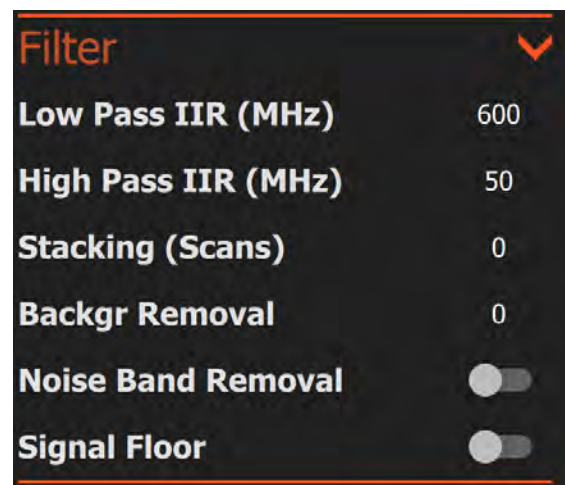 Filter
Low Pass IIR (MHz) 600
High Pass IIR (MHz) 50
Stacking (Scans) 0
Backgr Removal 0
Noise Band Removal
Signal Floor